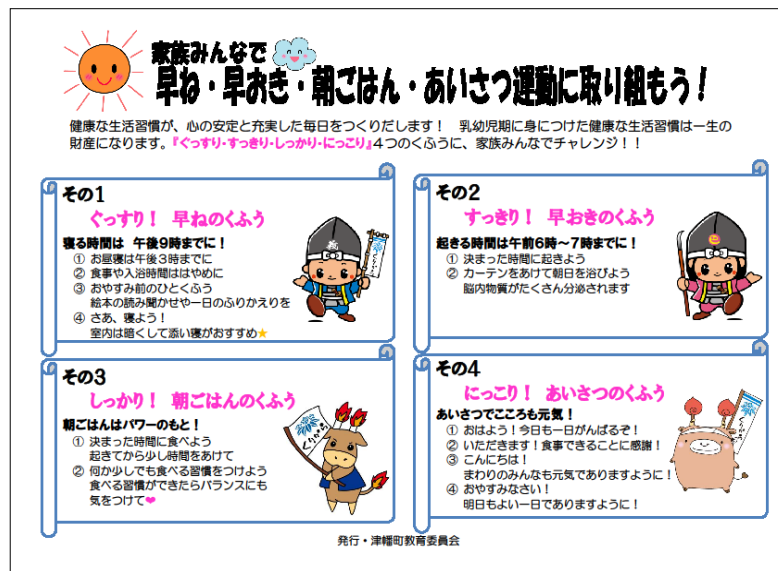 家族みんなで
早ね・早おき・朝ごはん・あいさつ運動に取り組もう！
健康な生活習慣が、心の安定と充実した毎日をつくりだします！　乳幼児期に身につけた健康な生活習慣は一生の
財産になります。『ぐっすり・すっきり・しっかり・にっこり』４つのくふうに、家族みんなでチャレンジ！！
その1
ぐっすり！　早ねのくふう
寝る時間は　午後9時までに！
① お昼寝は午後３時までに
② 食事や入浴時間ははやめに
③ おやすみ前のひとくふう
絵本の読み聞かせや一日のふりかえりを
④ さあ、寝よう！
室内は暗くして添い寝がおすすめ★
その2
すっきり！　早おきのくふう
起きる時間は午前6時～7時までに！
① 決まった時間に起きよう
② カーテンをあけて朝日を浴びよう
脳内物質がたくさん分泌されます
その3
しっかり！　朝ごはんのくふう
朝ごはんはパワーのもと！
① 決まった時間に食べよう
起きてから少し時間をあけて
② 何か少しでも食べる習慣をつけよう
食べる習慣ができたらバランスにも
気をつけて❤
くりから
その4
にっこり！　あいさつのくふう
あいさつでこころも元気！
① おはよう！今日も一日がんばるぞ！
② いただきます！食事できることに感謝！
③ こんにちは！
まわりのみんなも元気でありますように！
④ おやすみなさい！
明日もよい一日でありますように！
発行・津幡町教育委員会